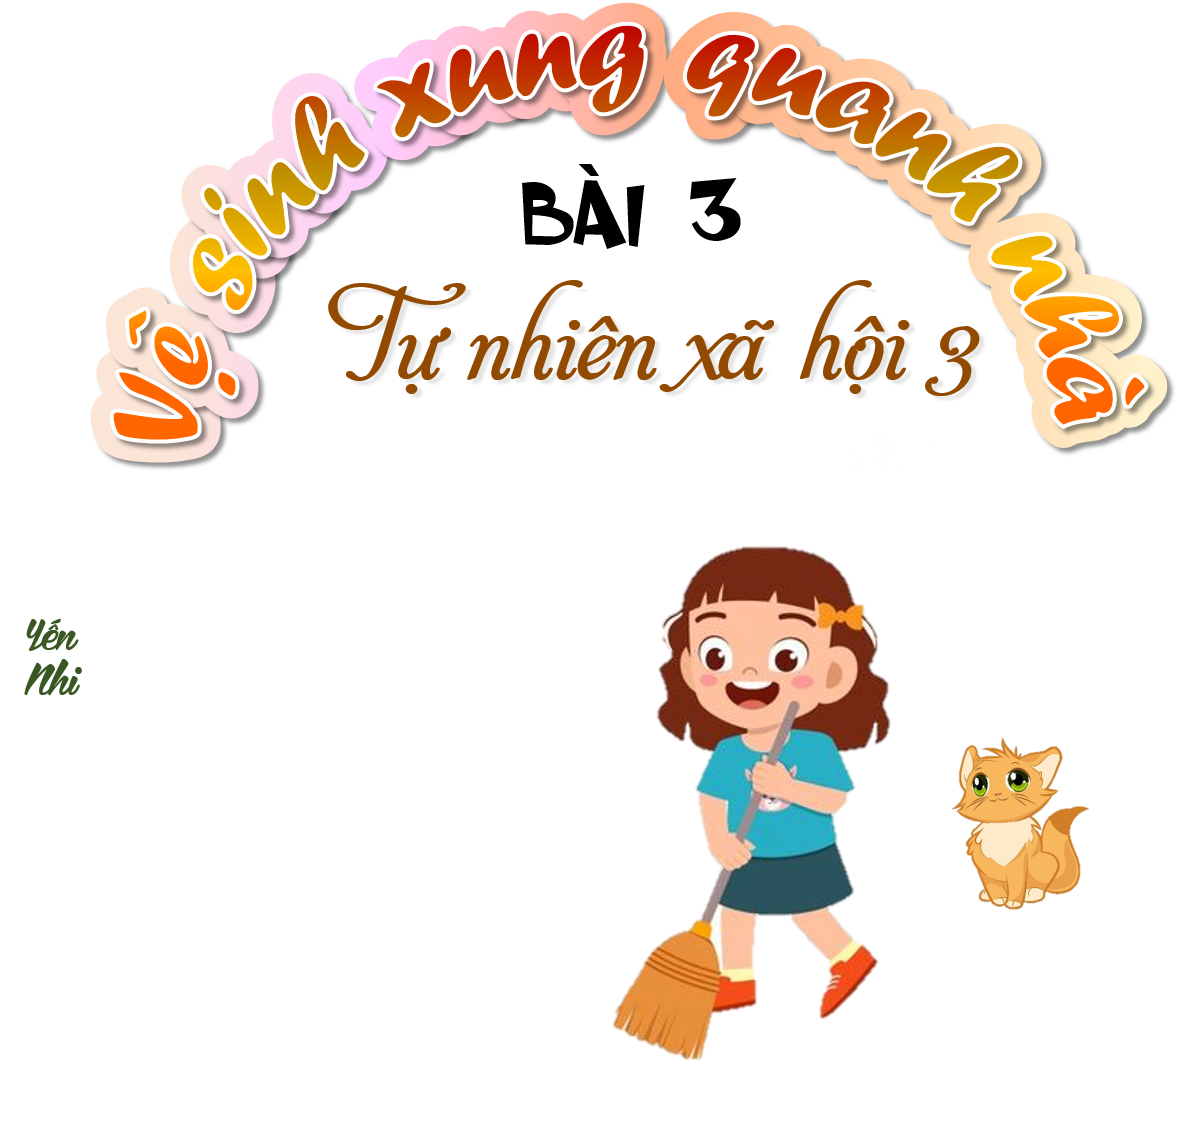 Vệ sinh xung quanh nhà
BÀI 3
Tự nhiên xã hội 3
Yến
Nhi